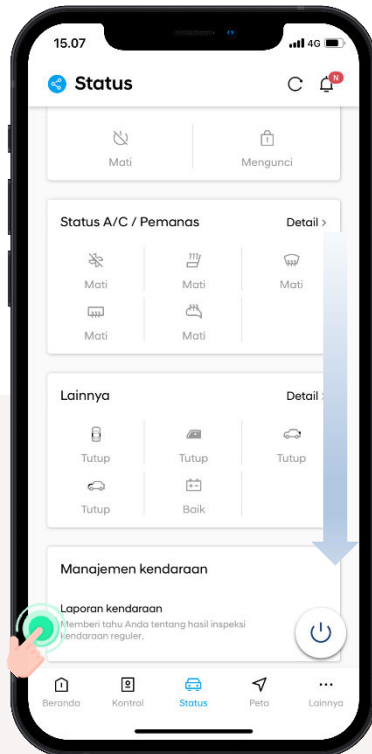 15.07
4G
Status
N
Mati
Mengunci
Status A/C / Pemanas
Detail >
Mati
Mati
Mati
Mati
Mati
Lainnya
Detail
Tutup
Tutup
Tutup
Tutup
Baik
Manajemen kendaraan
Laporan kendaraan
Memberi tahu Anda tentang hasil inspeksi
kendaraan reguler.
Beranda
Kontrol
Status
Peta
Lainnya